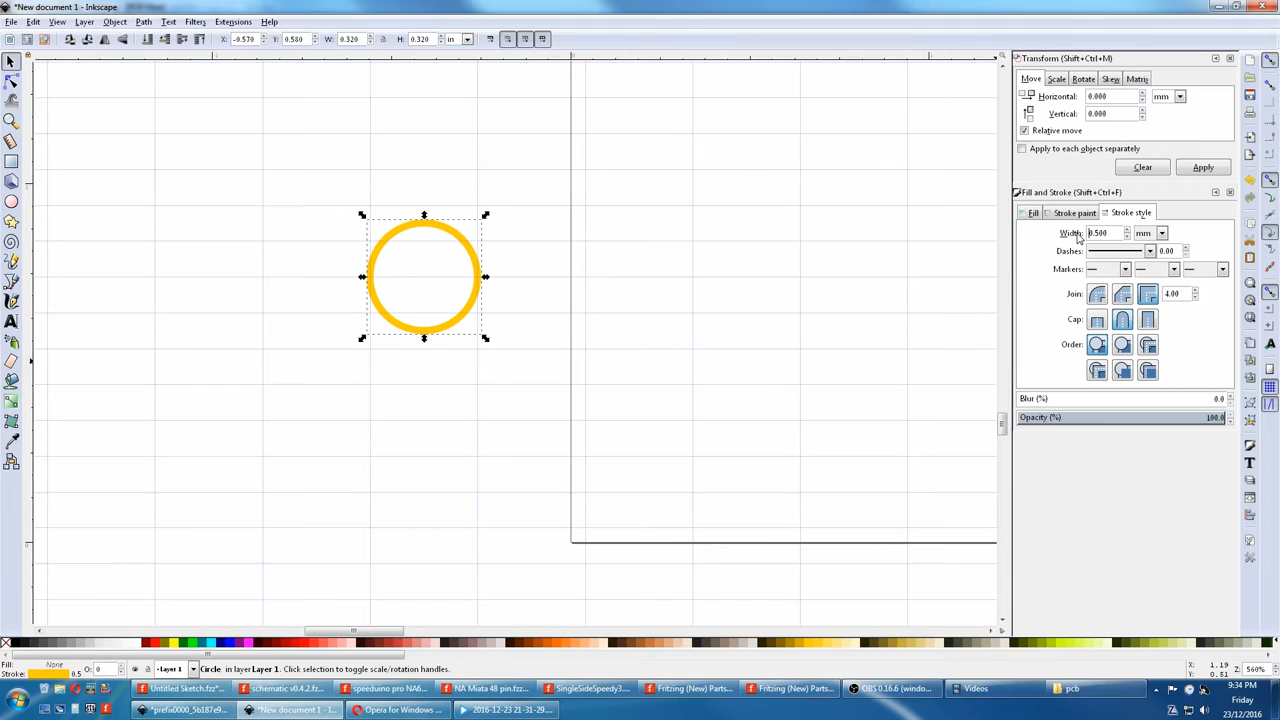 *New document 1 - Inkscape
File Edit View Layer Object Path Text Filters Extensions Help
X: -0.570 Y: 0.580 W: 0.320 H: 0.320 in
Transform (Shift+Ctrl+M)
Move Scale Rotate Skew Matrix
Horizontal: 0.000 mm
Vertical: 0.000
Relative move
Apply to each object separately
Clear Apply
Fill and Stroke (Shift+Ctrl+F)
Fill Stroke paint Stroke style
Width: 0.500 mm
Dashes: 0.00
Markers:
Join: 4.00
Cap:
Order:
Blur (%) 0.0
Opacity (%) 100.0
Fill: None
Stroke: 0.5 O: 0 -Layer 1 Circle in layer Layer 1. Click selection to toggle scale/rotation handles. X: 1.19 Y: 0.51 Z: 560%
Untitled Sketch.fzz*... schematic v0.4.2.fz... speeduino pro NA6... NA Miata 48 pin.fzz... SingleSideSpeedy3... Fritzing (New) Parts... Fritzing (New) Parts... OBS 0.16.6 (windo... Videos pcb
*prefix0000_5b187e9... *New document 1 - I... Opera for Windows ... 2016-12-23 21-31-29....
9:34 PM
Friday
23/12/2016